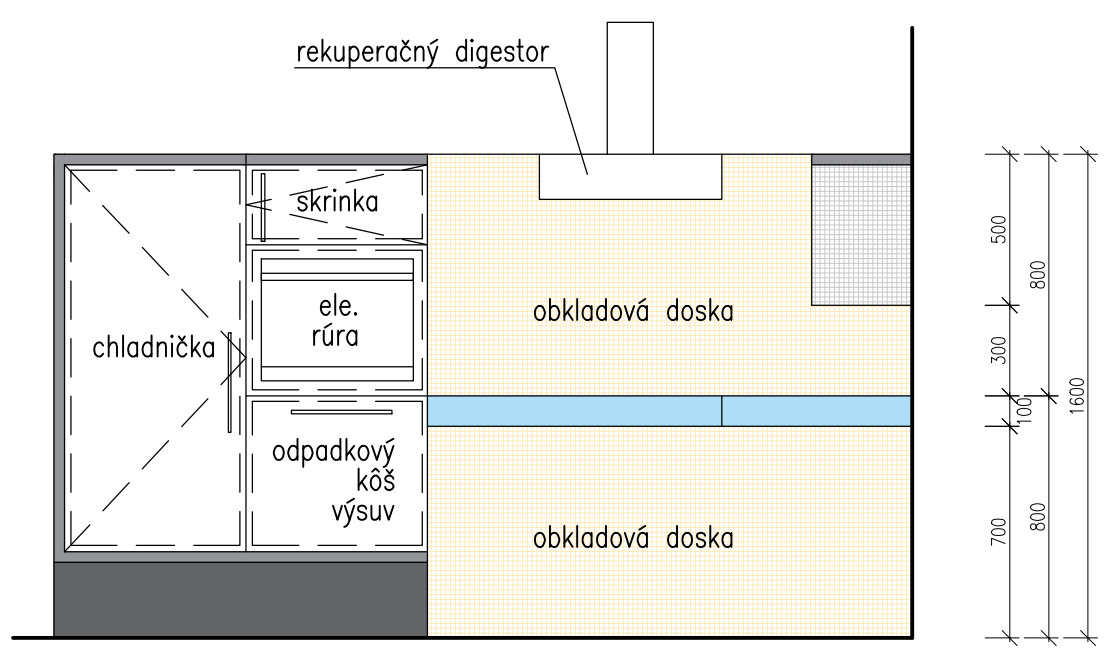 rekuperačný digestor
skrinka
ele.
rúra
chladnička
obkladová doska
odpadkový
kôš
výsuv
obkladová doska
500
300
100
700
800
800
1600